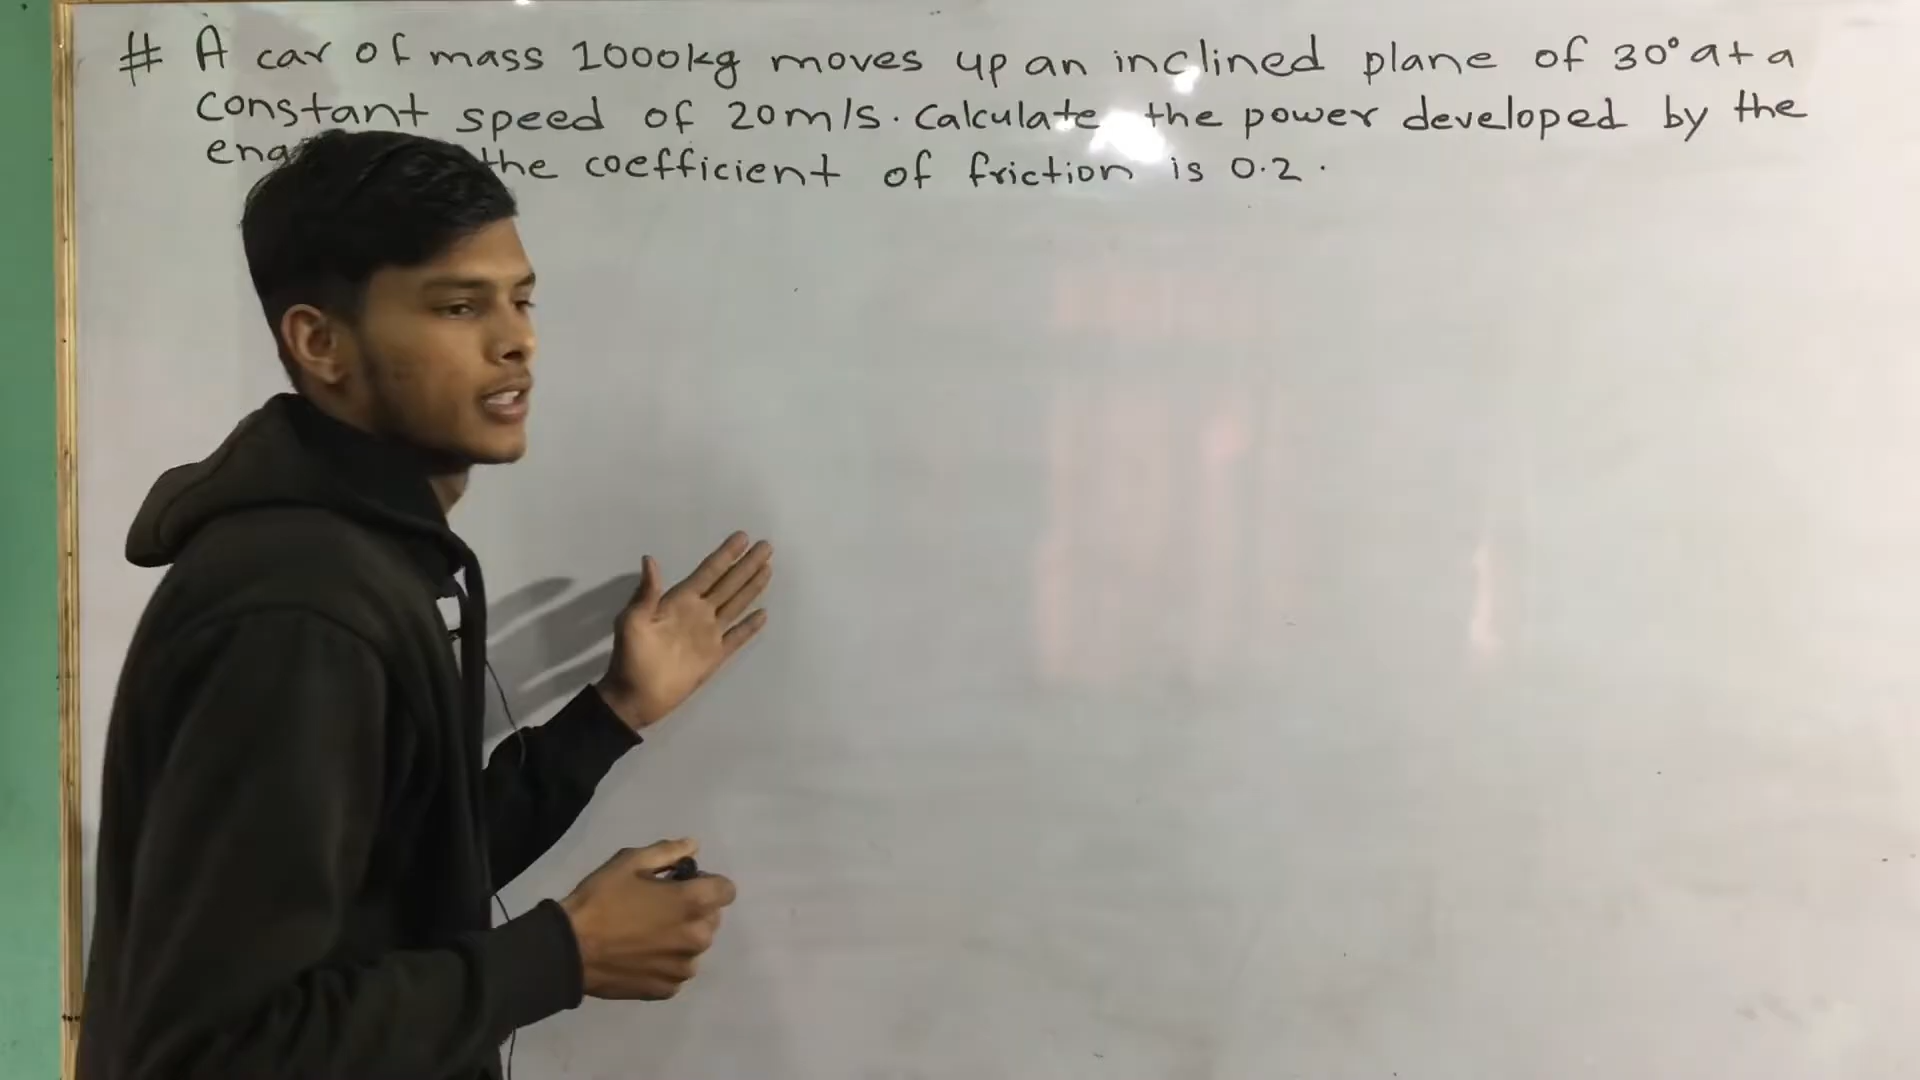 # A car of mass 1000kg moves up an inclined plane of 30° at a
constant speed of 20m/s. Calculate the power developed by the
the coefficient of friction is 0.2.